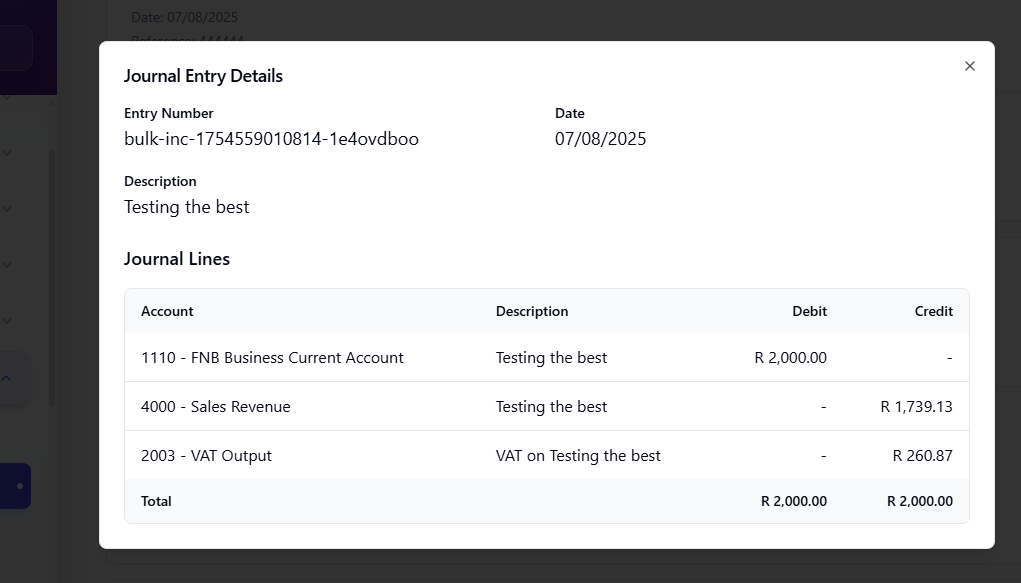 Date: 07/08/2025
Reference: 444444
Journal Entry Details
Entry Number Date
bulk-inc-1754559010814-1e4ovdboo 07/08/2025
Description
Testing the best
Journal Lines
Account Description Debit Credit
1110 - FNB Business Current Account Testing the best R 2,000.00 -
4000 - Sales Revenue Testing the best - R 1,739.13
2003 - VAT Output VAT on Testing the best - R 260.87
Total R 2,000.00 R 2,000.00